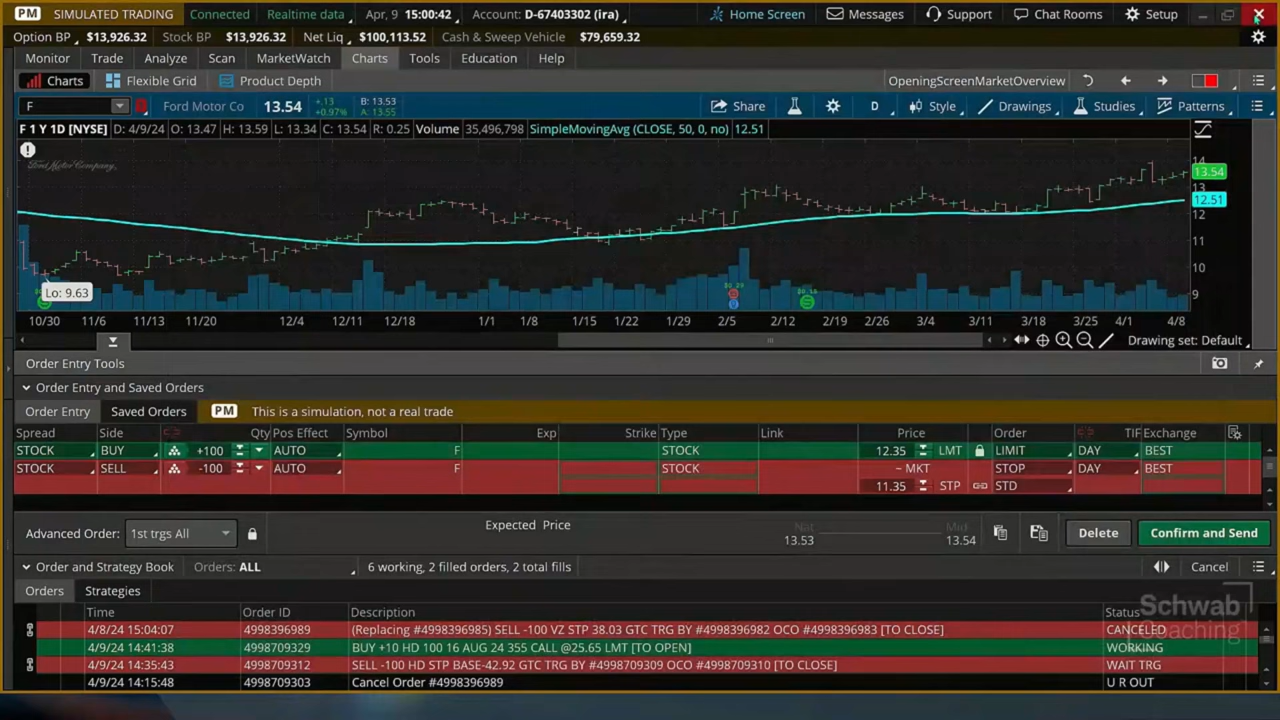 PM SIMULATED TRADING Connected Realtime data Apr, 9 15:00:42 Account: D-67403302 (ira) Home Screen Messages Support Chat Rooms Setup
Option BP $13,926.32 Stock BP $13,926.32 Net Liq $100,113.52 Cash & Sweep Vehicle $79,659.32
Monitor Trade Analyze Scan MarketWatch Charts Tools Education Help
Charts Flexible Grid Product Depth OpeningScreenMarketOverview
F Ford Motor Co 13.54 +.13 +0.97% B: 13.53 A: 13.55 Share D Style Drawings Studies Patterns
F 1 Y 1D [NYSE] D: 4/9/24 O: 13.47 H: 13.59 L: 13.34 C: 13.54 R: 0.25 Volume 35,496,798 SimpleMovingAvg (CLOSE, 50, 0, no) 12.51
Ford Motor Company.
14
13.54
13
12.51
12
11
10
9
Lo: 9.63
10/30 11/6 11/13 11/20 12/4 12/11 12/18 1/1 1/8 1/15 1/22 1/29 2/5 2/12 2/19 2/26 3/4 3/11 3/18 3/25 4/1 4/8
Drawing set: Default
Order Entry Tools
Order Entry and Saved Orders
Order Entry Saved Orders PM This is a simulation, not a real trade
Spread Side Qty Pos Effect Symbol Exp Strike Type Link Price Order TIF Exchange
STOCK BUY +100 AUTO F STOCK 12.35 LMT LIMIT DAY BEST
STOCK SELL -100 AUTO F STOCK ~ MKT STOP DAY BEST
11.35 STP STD
Advanced Order: 1st trgs All Expected Price Nat 13.53 Mid 13.54 Delete Confirm and Send
Order and Strategy Book Orders: ALL 6 working, 2 filled orders, 2 total fills Cancel
Orders Strategies
Time Order ID Description Status
4/8/24 15:04:07 4998396989 (Replacing #4998396985) SELL -100 VZ STP 38.03 GTC TRG BY #4998396982 OCO #4998396983 [TO CLOSE] CANCELED
4/9/24 14:41:38 4998709329 BUY +10 HD 100 16 AUG 24 355 CALL @25.65 LMT [TO OPEN] WORKING
4/9/24 14:35:43 4998709312 SELL -100 HD STP BASE-42.92 GTC TRG BY #4998709309 OCO #4998709310 [TO CLOSE] WAIT TRG
4/9/24 14:15:48 4998709303 Cancel Order #4998396989 U R OUT
Schwab
Coaching